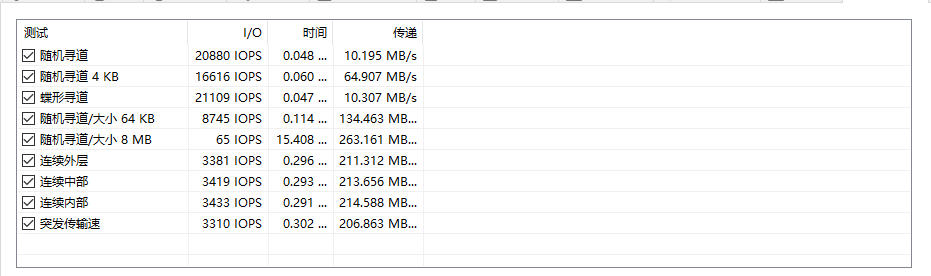 测试 I/O 时间 传递
随机寻道 20880 IOPS 0.048 ... 10.195 MB/s
随机寻道 4 KB 16616 IOPS 0.060 ... 64.907 MB/s
蝶形寻道 21109 IOPS 0.047 ... 10.307 MB/s
随机寻道/大小 64 KB 8745 IOPS 0.114 ... 134.463 MB...
随机寻道/大小 8 MB 65 IOPS 15.408 ... 263.161 MB...
连续外层 3381 IOPS 0.296 ... 211.312 MB...
连续中部 3419 IOPS 0.293 ... 213.656 MB...
连续内部 3433 IOPS 0.291 ... 214.588 MB...
突发传输速 3310 IOPS 0.302 ... 206.863 MB...